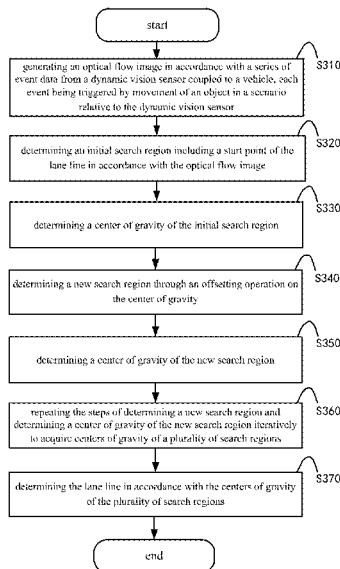 start
S310
generating an optical flow image in accordance with a series of
event data from a dynamic vision sensor coupled to a vehicle, each
event being triggered by movement of an object in a scenario
relative to the dynamic vision sensor
S320
determining an initial search region including a start point of the
lane line in accordance with the optical flow image
S330
determining a center of gravity of the initial search region
S340
determining a new search region through an offsetting operation on
the center of gravity
S350
determining a center of gravity of the new search region
S360
repeating the steps of determining a new search region and
determining a center of gravity of the new search region iteratively
to acquire centers of gravity of a plurality of search regions
S370
determining the lane line in accordance with the centers of gravity
of the plurality of search regions
end